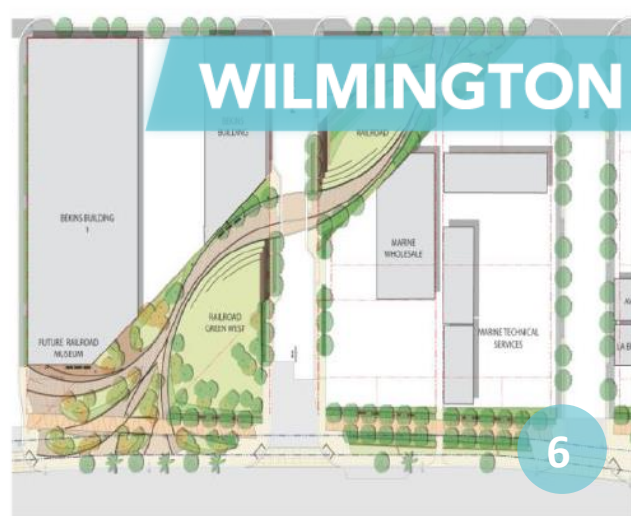 WILMINGTON
BUILDING
RAILROAD
BEKINS BUILDING
1
MARINE
WHOLESALE
RAILROAD
GREEN WEST
FUTURE RAILROAD
MUSEUM
MARINE TECHNICAL
SERVICES
6